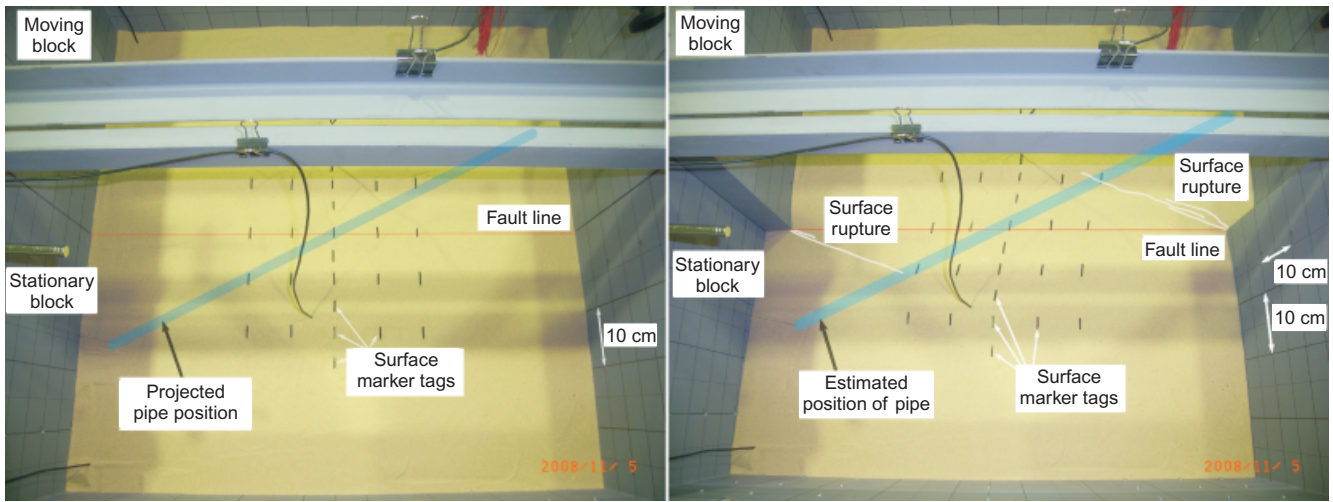 Moving
block
Fault line
Stationary
block
10 cm
Projected
pipe position
Surface
marker tags
2008/11/ 5
Moving
block
Surface
rupture
Surface
rupture
Fault line
Stationary
block
10 cm
10 cm
Estimated
position of pipe
Surface
marker tags
2008/11/ 5